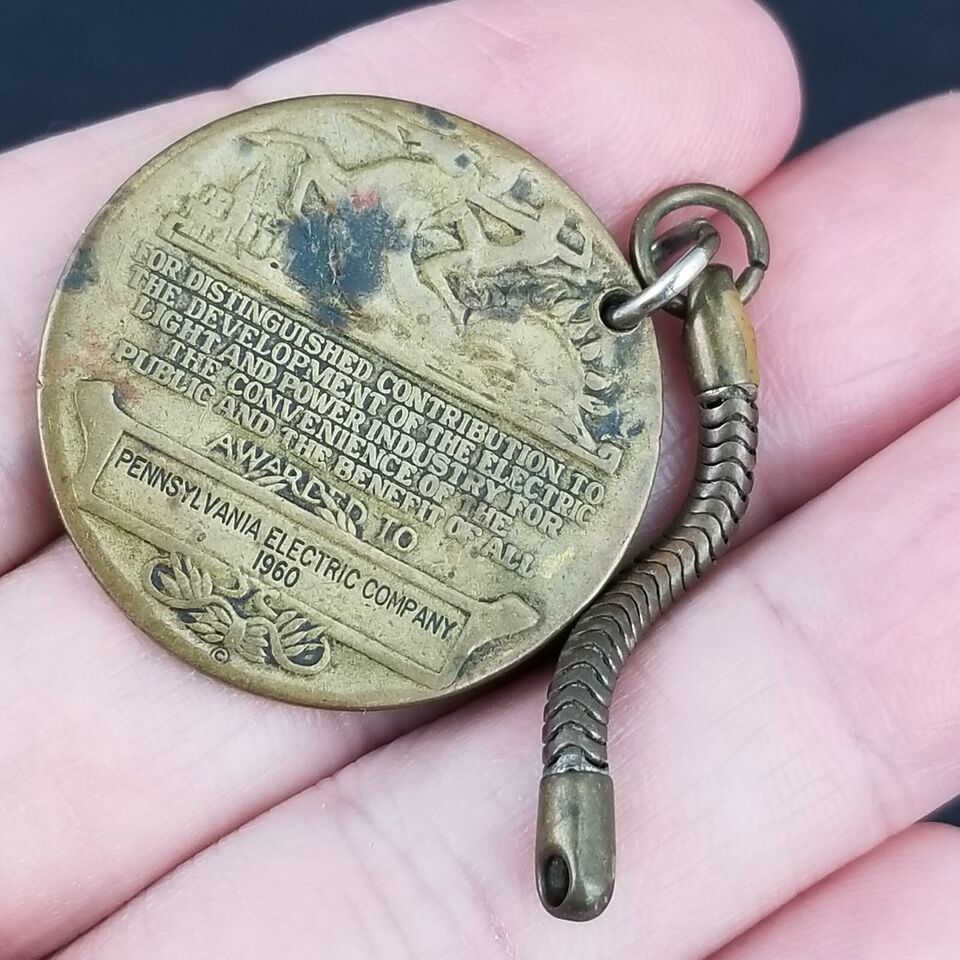 FOR DISTINGUISHED CONTRIBUTION TO
THE DEVELOPMENT OF THE ELECTRIC
LIGHT AND POWER INDUSTRY, FOR
THE CONVENIENCE OF THE
PUBLIC AND THE BENEFIT OF ALL
AWARDED TO
PENNSYLVANIA ELECTRIC COMPANY
1960
©